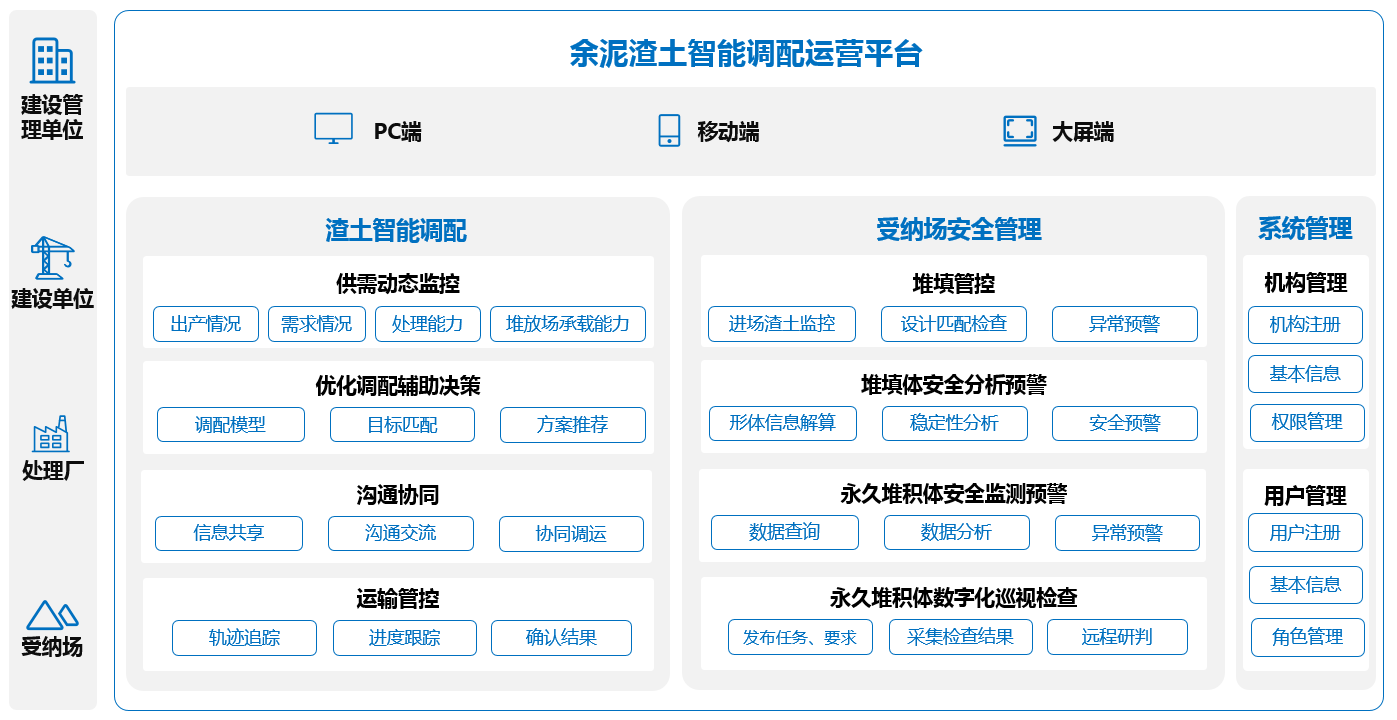 建设管
理单位
建设单位
处理厂
受纳场
余泥渣土智能调配运营平台
PC端
移动端
大屏端
渣土智能调配
供需动态监控
出产情况
需求情况
处理能力
堆放场承载能力
优化调配辅助决策
调配模型
目标匹配
方案推荐
沟通协同
信息共享
沟通交流
协同调运
运输管控
轨迹追踪
进度跟踪
确认结果
受纳场安全管理
堆填管控
进场渣土监控
设计匹配检查
异常预警
堆填体安全分析预警
形体信息解算
稳定性分析
安全预警
永久堆积体安全监测预警
数据查询
数据分析
异常预警
永久堆积体数字化巡视检查
发布任务、要求
采集检查结果
远程研判
系统管理
机构管理
机构注册
基本信息
权限管理
用户管理
用户注册
基本信息
角色管理